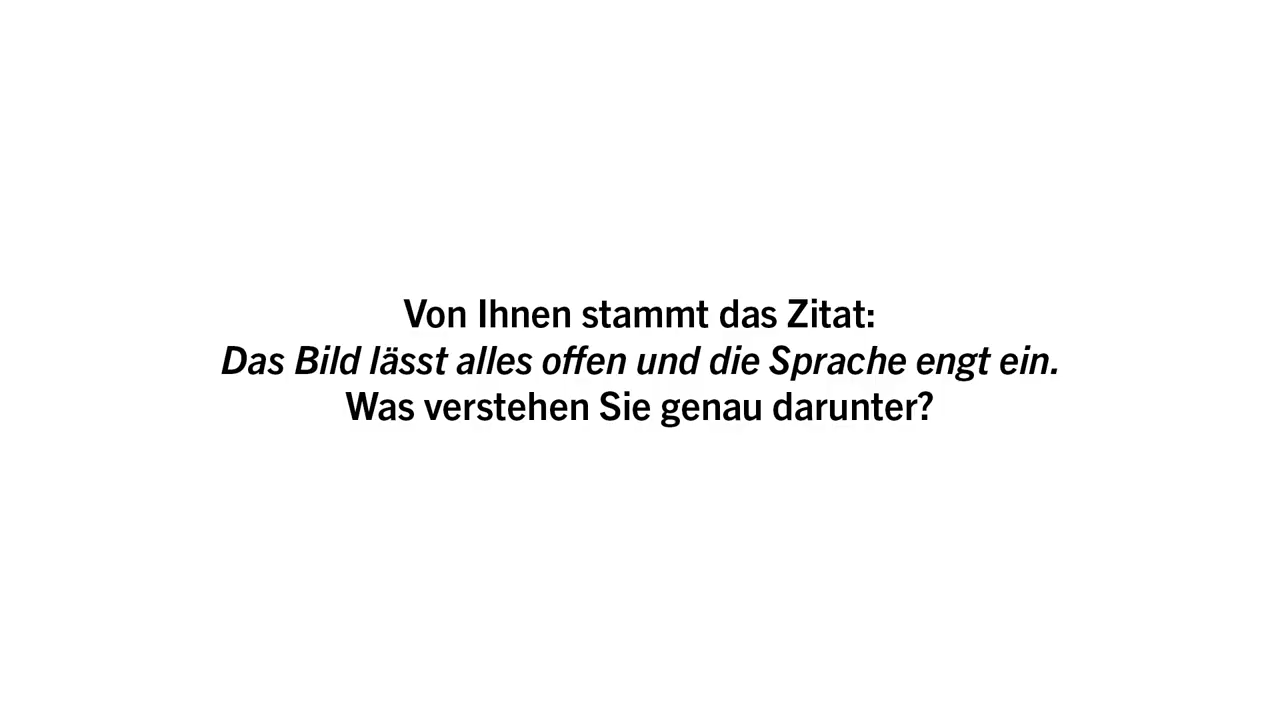 Von Ihnen stammt das Zitat:
Das Bild lässt alles offen und die Sprache engt ein.
Was verstehen Sie genau darunter?